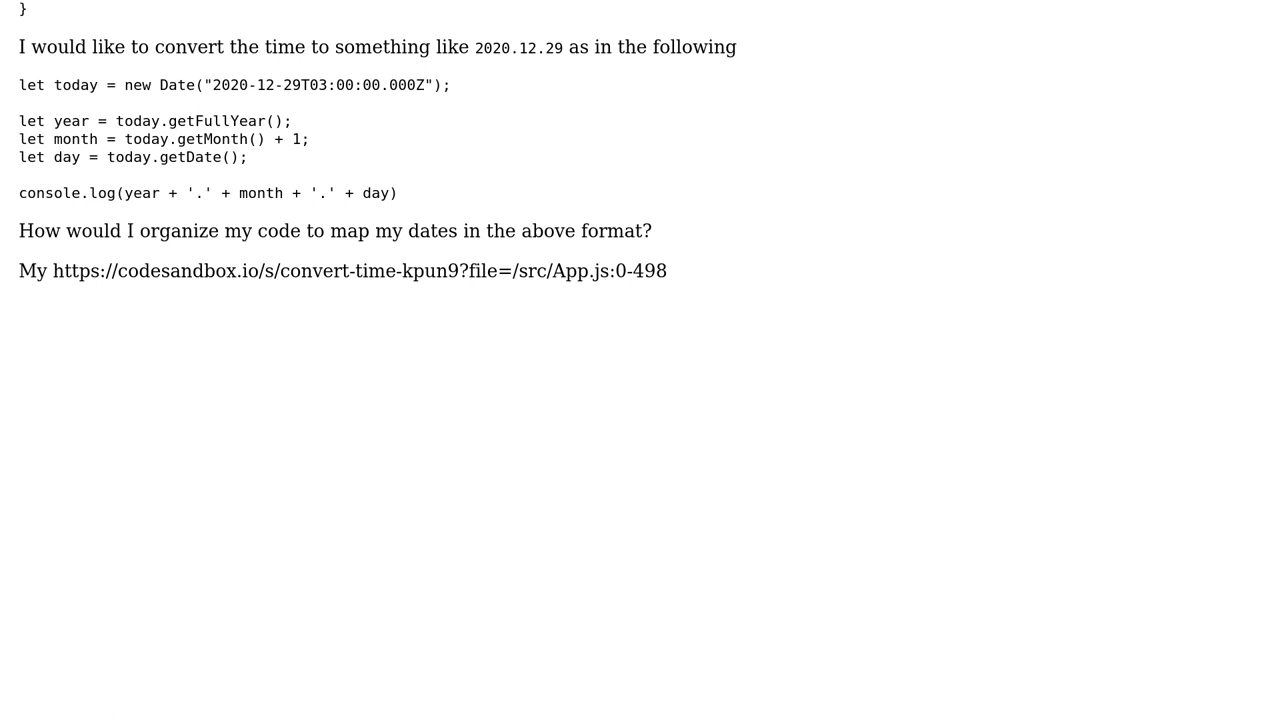 }
I would like to convert the time to something like 2020.12.29 as in the following
let today = new Date("2020-12-29T03:00:00.000Z");
let year = today.getFullYear();
let month = today.getMonth() + 1;
let day = today.getDate();
console.log(year + '.' + month + '.' + day)
How would I organize my code to map my dates in the above format?
My https://codesandbox.io/s/convert-time-kpun9?file=/src/App.js:0-498